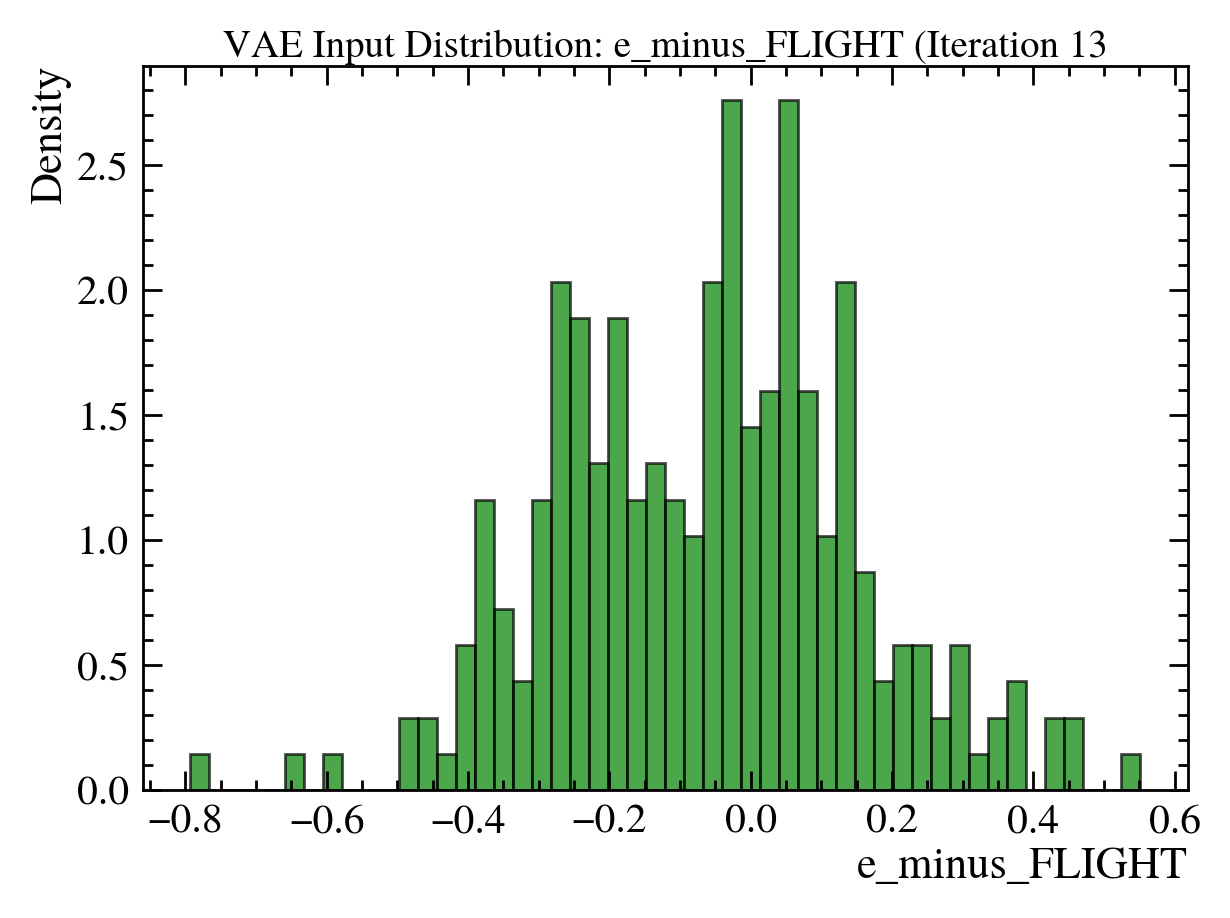 VAE Input Distribution: e_minus_FLIGHT (Iteration 13
Density
2.5
2.0
1.5
1.0
0.5
0.0
−0.8 −0.6 −0.4 −0.2 0.0 0.2 0.4 0.6
e_minus_FLIGHT